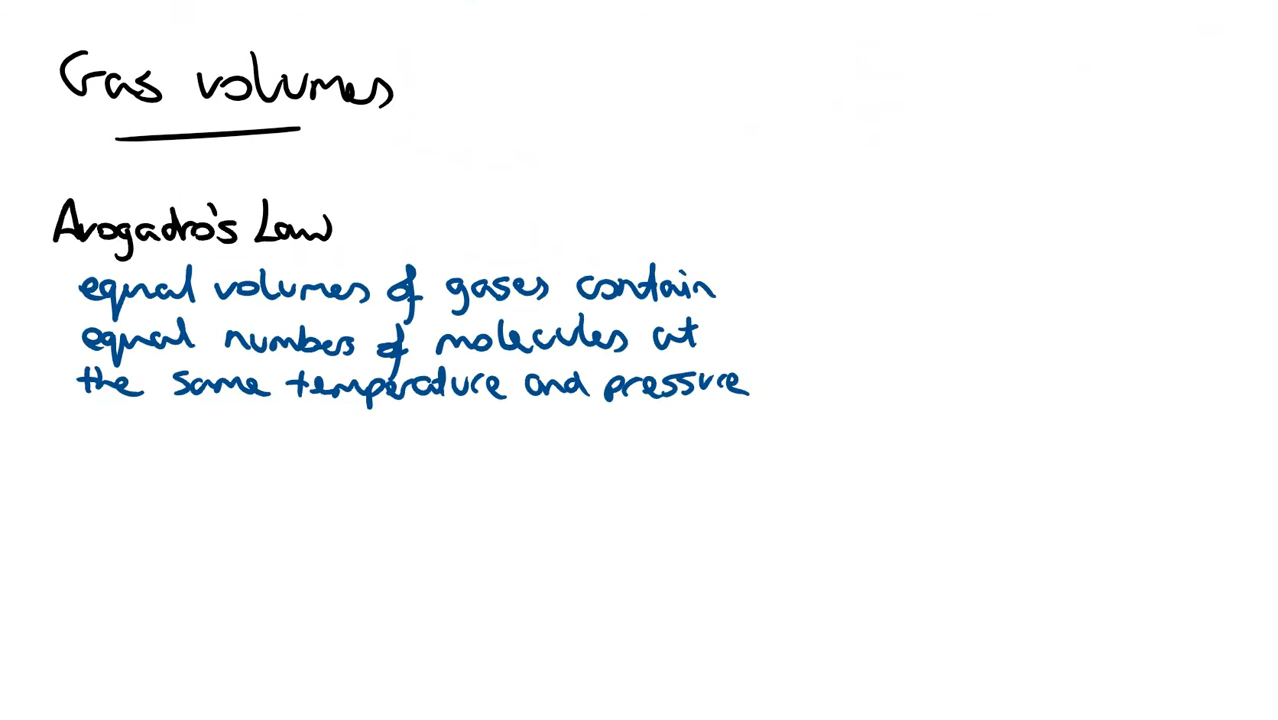 Gas volumes
Avogadro's Law
equal volumes of gases contain
equal numbers of molecules at
the same temperature and pressure